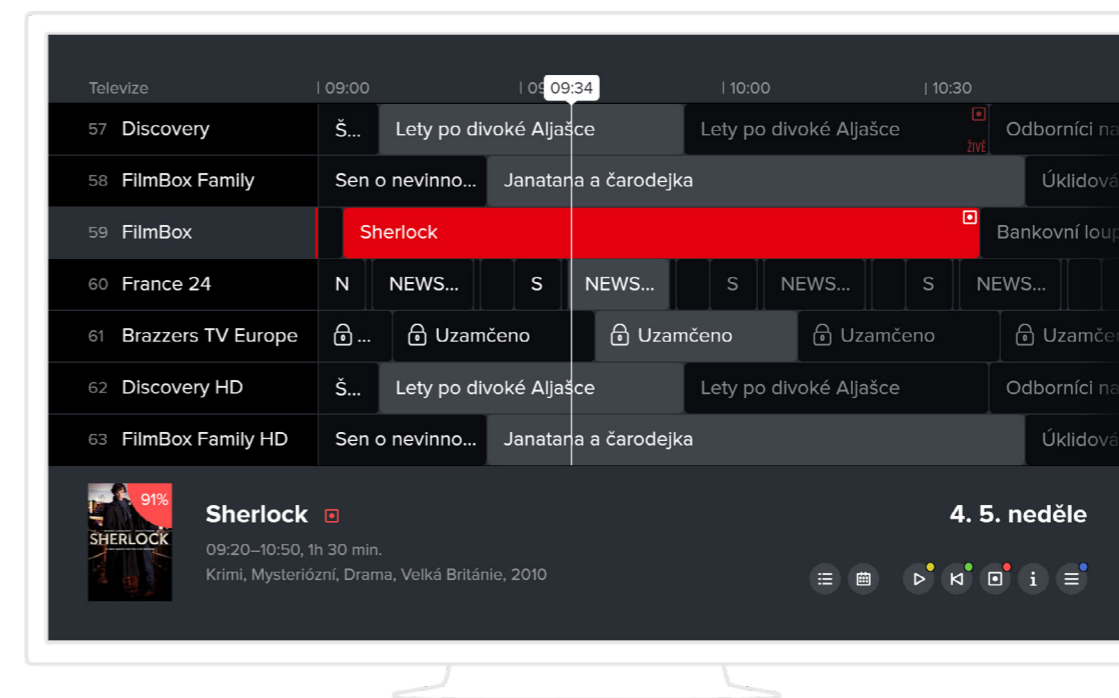 Televize | 09:00 | 09 09:34 | 10:00 | 10:30
57 Discovery Š... Lety po divoké Aljašce Lety po divoké Aljašce ŽIVĚ Odborníci na
58 FilmBox Family Sen o nevinno... Janatana a čarodejka Úklidová
59 FilmBox Sherlock Bankovní loup
60 France 24 N NEWS... S NEWS... S NEWS... S NEWS...
61 Brazzers TV Europe ... Uzamčeno Uzamčeno Uzamčeno Uzamčen
62 Discovery HD Š... Lety po divoké Aljašce Lety po divoké Aljašce Odborníci na
63 FilmBox Family HD Sen o nevinno... Janatana a čarodejka Úklidová
91%
SHERLOCK
Sherlock
4. 5. neděle
09:20–10:50, 1h 30 min.
Krimi, Mysteriózní, Drama, Velká Británie, 2010